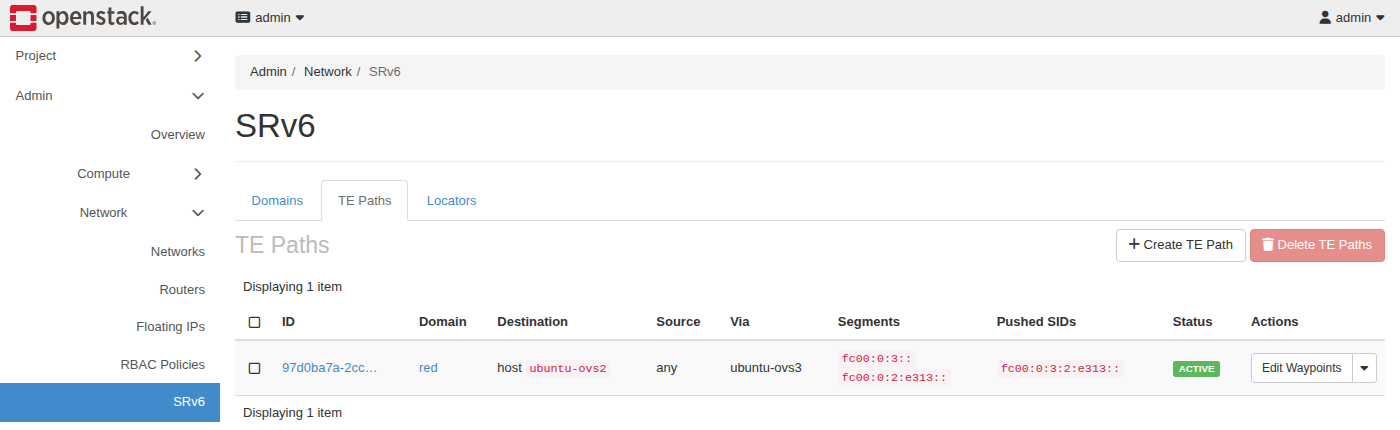 openstack.
admin
admin
Project
Admin
Overview
Compute
Network
Networks
Routers
Floating IPs
RBAC Policies
SRv6
Admin / Network / SRv6
SRv6
Domains TE Paths Locators
TE Paths
Create TE Path Delete TE Paths
Displaying 1 item
ID Domain Destination Source Via Segments Pushed SIDs Status Actions
97d0ba7a-2cc… red host ubuntu-ovs2 any ubuntu-ovs3 fc00:0:3:: fc00:0:3:2:e313:: ACTIVE Edit Waypoints
fc00:0:2:e313::
Displaying 1 item